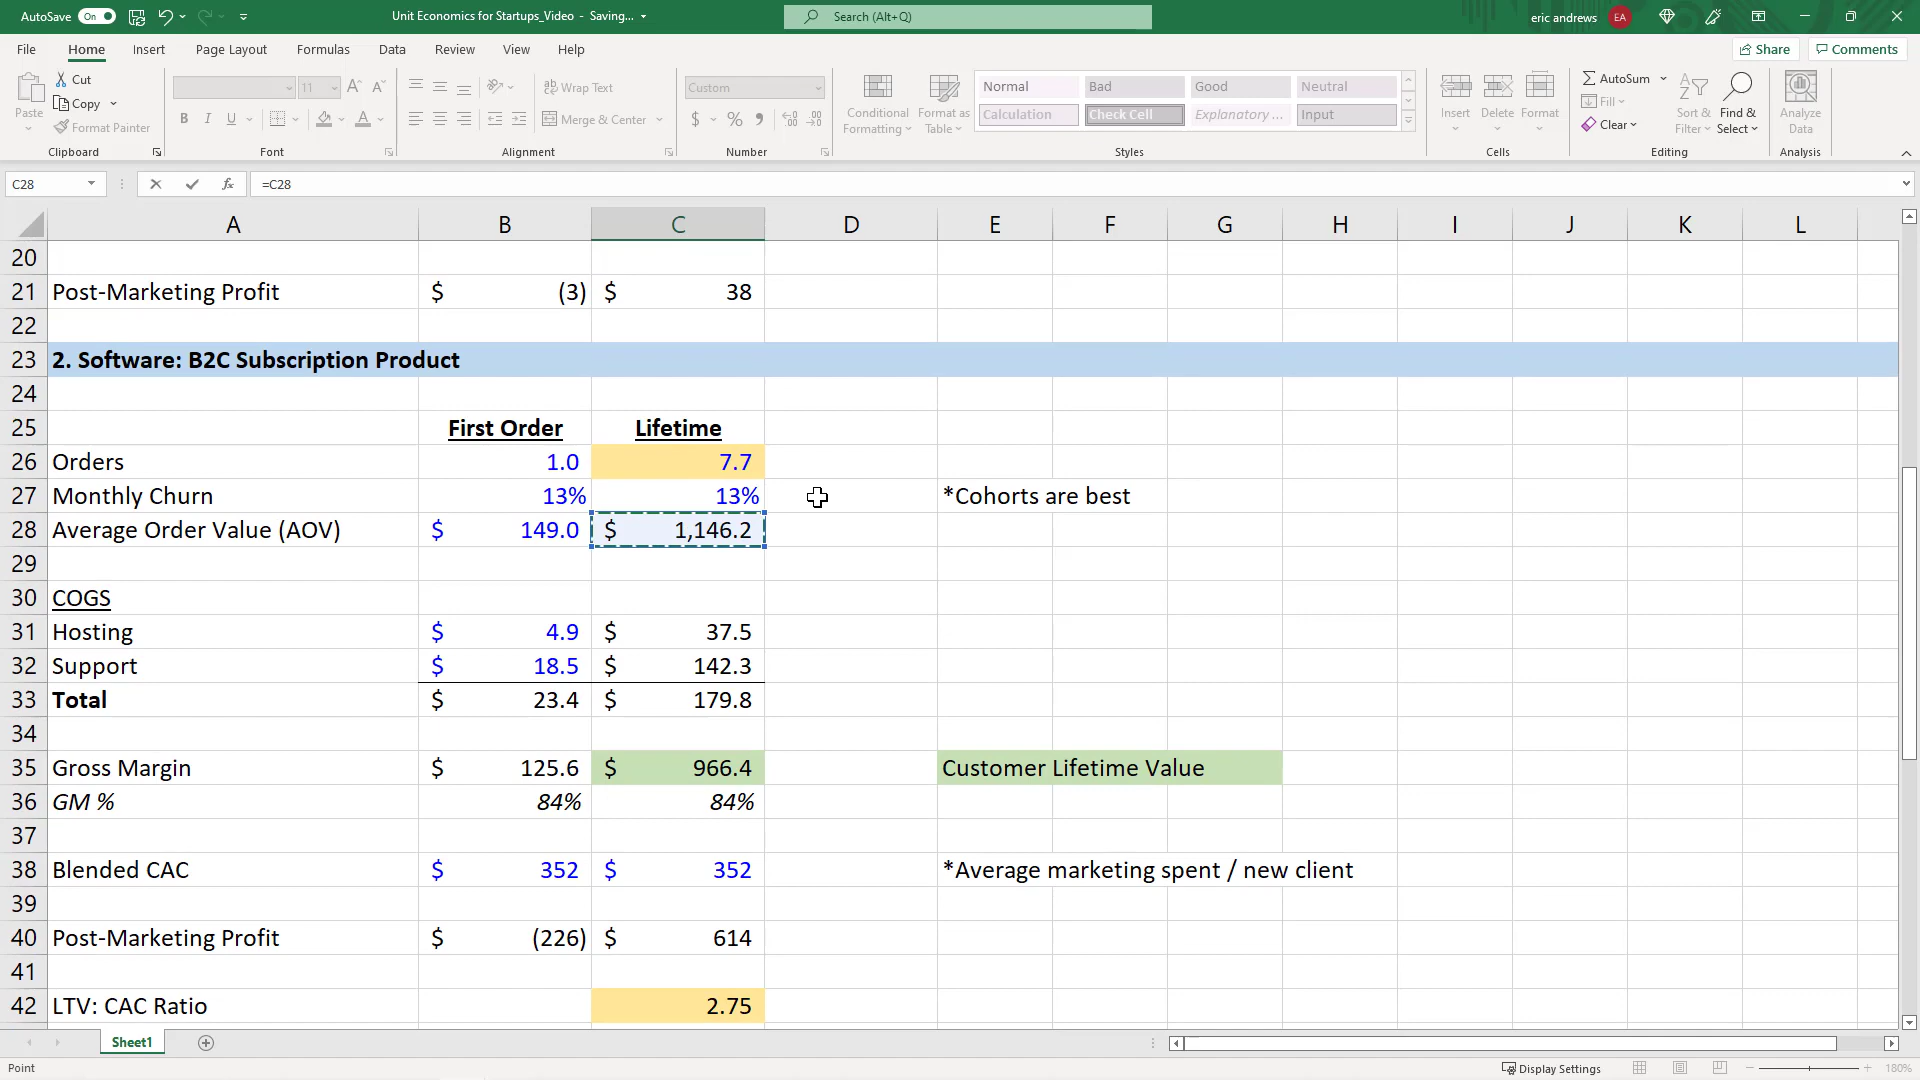 AutoSave On Unit Economics for Startups_Video - Saving... Search (Alt+Q) eric andrews EA
File Home Insert Page Layout Formulas Data Review View Help Share Comments
Paste Cut Copy Format Painter
Clipboard
11 B I U
Font
Wrap Text Merge & Center
Alignment
Custom $ % 9
Number
Conditional Formatting Format as Table
Normal Bad Good Neutral
Calculation Check Cell Explanatory ... Input
Styles
Insert Delete Format
Cells
AutoSum Fill Clear Sort & Filter Find & Select
Editing
Analyze Data
Analysis
C28 fx =C28
A B C D E F G H I J K L
20
21 Post-Marketing Profit $ (3) $ 38
22
23 2. Software: B2C Subscription Product
24
25 First Order Lifetime
26 Orders 1.0 7.7
27 Monthly Churn 13% 13% *Cohorts are best
28 Average Order Value (AOV) $ 149.0 $ 1,146.2
29
30 COGS
31 Hosting $ 4.9 $ 37.5
32 Support $ 18.5 $ 142.3
33 Total $ 23.4 $ 179.8
34
35 Gross Margin $ 125.6 $ 966.4 Customer Lifetime Value
36 GM % 84% 84%
37
38 Blended CAC $ 352 $ 352 *Average marketing spent / new client
39
40 Post-Marketing Profit $ (226) $ 614
41
42 LTV: CAC Ratio 2.75
Sheet1
Point Display Settings 180%